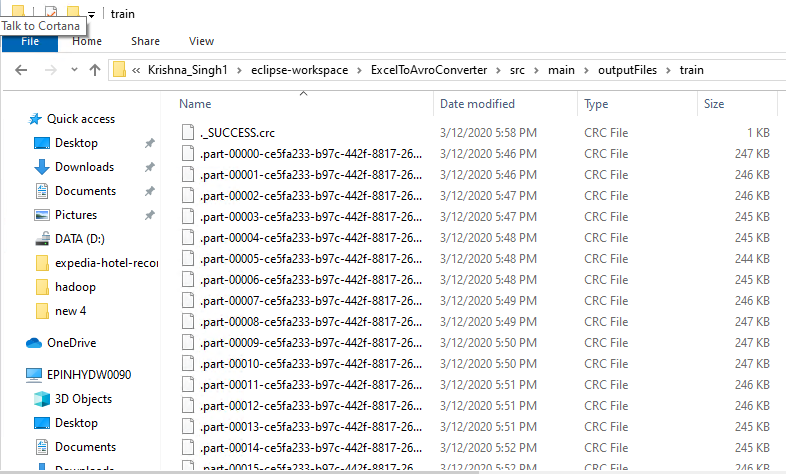 train
Talk to Cortana
File Home Share View
« Krishna_Singh1 › eclipse-workspace › ExcelToAvroConverter › src › main › outputFiles › train
Name Date modified Type Size
Quick access
Desktop
Downloads
Documents
Pictures
DATA (D:)
expedia-hotel-recor
hadoop
new 4
OneDrive
EPINHYDW0090
3D Objects
Desktop
Documents
Downloads
._SUCCESS.crc 3/12/2020 5:58 PM CRC File 1 KB
.part-00000-ce5fa233-b97c-442f-8817-26... 3/12/2020 5:46 PM CRC File 247 KB
.part-00001-ce5fa233-b97c-442f-8817-26... 3/12/2020 5:46 PM CRC File 246 KB
.part-00002-ce5fa233-b97c-442f-8817-26... 3/12/2020 5:47 PM CRC File 246 KB
.part-00003-ce5fa233-b97c-442f-8817-26... 3/12/2020 5:47 PM CRC File 245 KB
.part-00004-ce5fa233-b97c-442f-8817-26... 3/12/2020 5:48 PM CRC File 245 KB
.part-00005-ce5fa233-b97c-442f-8817-26... 3/12/2020 5:48 PM CRC File 244 KB
.part-00006-ce5fa233-b97c-442f-8817-26... 3/12/2020 5:48 PM CRC File 245 KB
.part-00007-ce5fa233-b97c-442f-8817-26... 3/12/2020 5:49 PM CRC File 246 KB
.part-00008-ce5fa233-b97c-442f-8817-26... 3/12/2020 5:49 PM CRC File 247 KB
.part-00009-ce5fa233-b97c-442f-8817-26... 3/12/2020 5:50 PM CRC File 247 KB
.part-00010-ce5fa233-b97c-442f-8817-26... 3/12/2020 5:50 PM CRC File 247 KB
.part-00011-ce5fa233-b97c-442f-8817-26... 3/12/2020 5:51 PM CRC File 246 KB
.part-00012-ce5fa233-b97c-442f-8817-26... 3/12/2020 5:51 PM CRC File 246 KB
.part-00013-ce5fa233-b97c-442f-8817-26... 3/12/2020 5:51 PM CRC File 245 KB
.part-00014-ce5fa233-b97c-442f-8817-26... 3/12/2020 5:52 PM CRC File 245 KB
.part-00015-ce5fa233-b97c-442f-8817-26... 3/12/2020 5:52 PM CRC File 246 KB